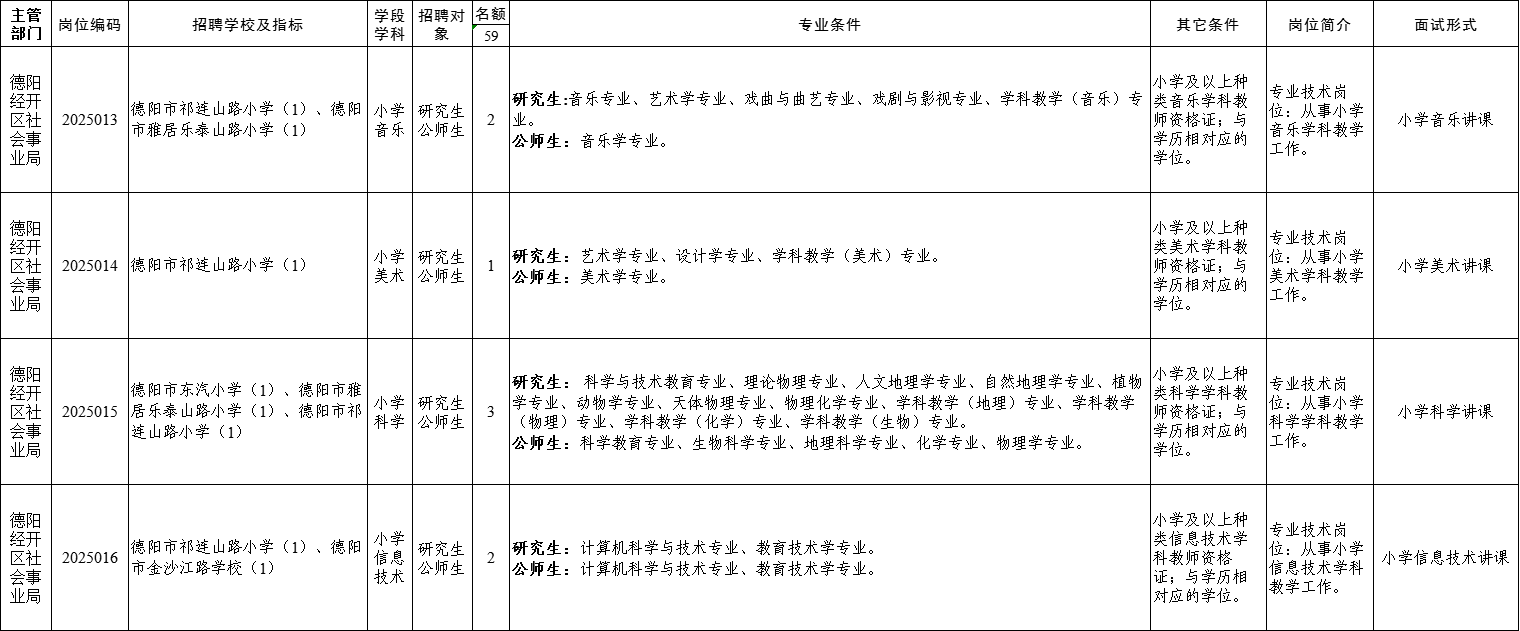 主管
部门
岗位编码
招聘学校及指标
学段
学科
招聘对
象
名额
59
专业条件
其它条件
岗位简介
面试形式
德阳
经开
区社
会事
业局
2025013
德阳市祁连山路小学（1）、德阳
市雅居乐泰山路小学（1）
小学
音乐
研究生
公师生
2
研究生:音乐专业、艺术学专业、戏曲与曲艺专业、戏剧与影视专业、学科教学（音乐）专
业。
公师生：音乐学专业。
小学及以上种
类音乐学科教
师资格证；与
学历相对应的
学位。
专业技术岗
位：从事小学
音乐学科教学
工作。
小学音乐讲课
德阳
经开
区社
会事
业局
2025014
德阳市祁连山路小学（1）
小学
美术
研究生
公师生
1
研究生：艺术学专业、设计学专业、学科教学（美术）专业。
公师生：美术学专业。
小学及以上种
类美术学科教
师资格证；与
学历相对应的
学位。
专业技术岗
位：从事小学
美术学科教学
工作。
小学美术讲课
德阳
经开
区社
会事
业局
2025015
德阳市东汽小学（1）、德阳市雅
居乐泰山路小学（1）、德阳市祁
连山路小学（1）
小学
科学
研究生
公师生
3
研究生： 科学与技术教育专业、理论物理专业、人文地理学专业、自然地理学专业、植物
学专业、动物学专业、天体物理专业、物理化学专业、学科教学（地理）专业、学科教学
（物理）专业、学科教学（化学）专业、学科教学（生物）专业。
公师生：科学教育专业、生物科学专业、地理科学专业、化学专业、物理学专业。
小学及以上种
类科学学科教
师资格证；与
学历相对应的
学位。
专业技术岗
位：从事小学
科学学科教学
工作。
小学科学讲课
德阳
经开
区社
会事
业局
2025016
德阳市祁连山路小学（1）、德阳
市金沙江路学校（1）
小学
信息
技术
研究生
公师生
2
研究生：计算机科学与技术专业、教育技术学专业。
公师生：计算机科学与技术专业、教育技术学专业。
小学及以上种
类信息技术学
科教师资格
证；与学历相
对应的学位。
专业技术岗
位：从事小学
信息技术学科
教学工作。
小学信息技术讲课